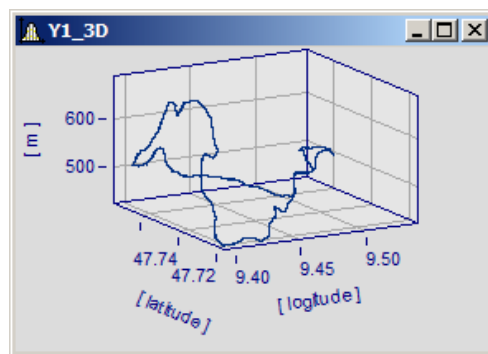 Y1_3D
[ m ]
600
500
47.74
47.72
9.40
9.45
9.50
[ latitude ]
[ logitude ]